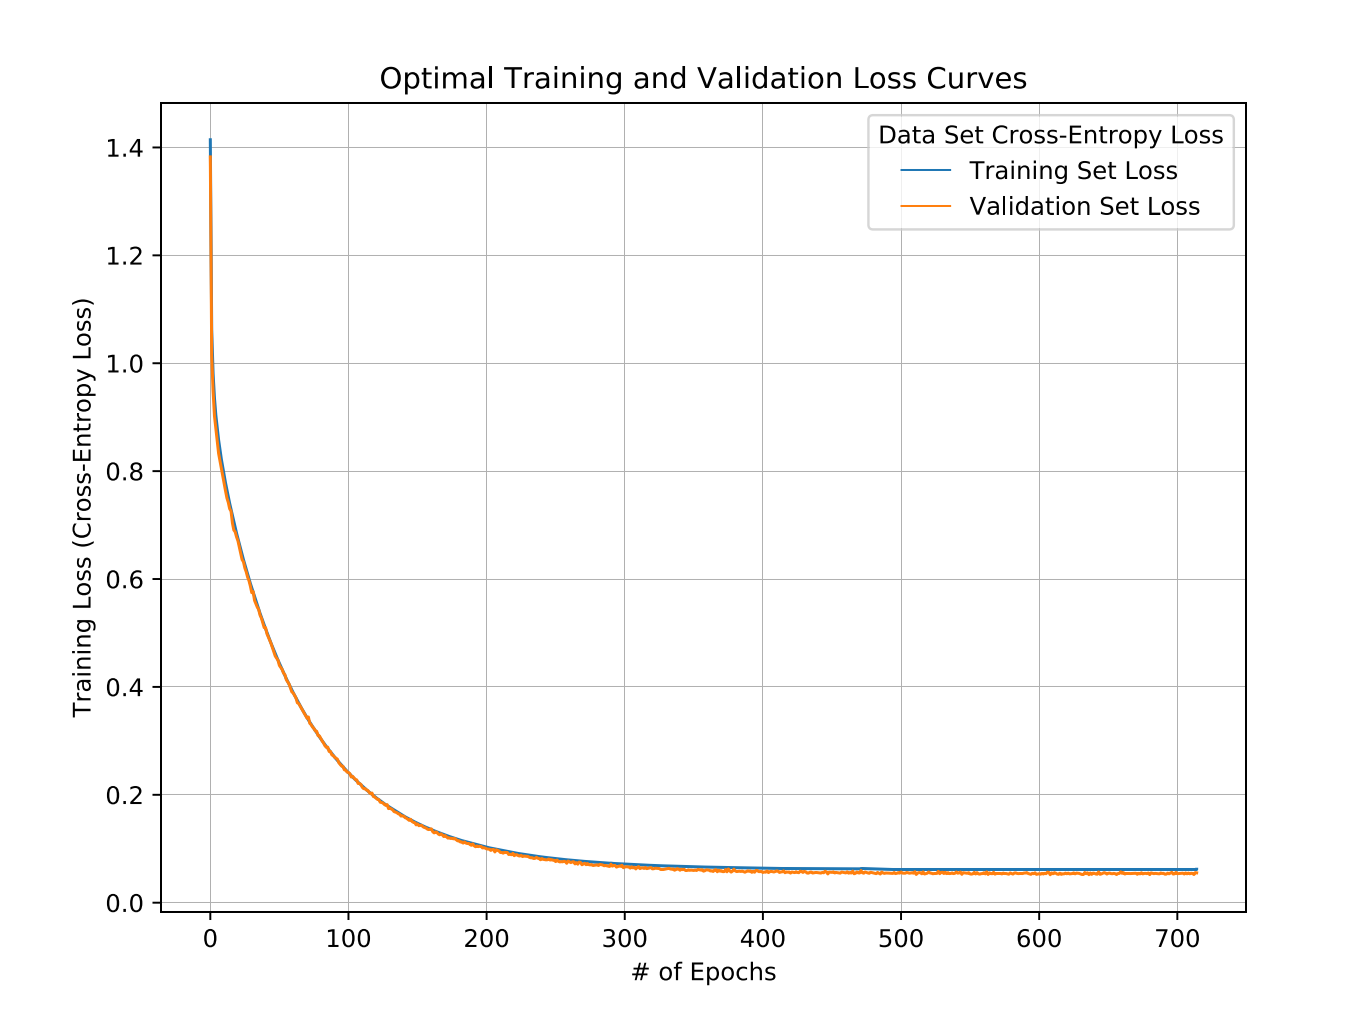 Optimal Training and Validation Loss Curves
Data Set Cross-Entropy Loss
Training Set Loss
Validation Set Loss
Training Loss (Cross-Entropy Loss)
1.4
1.2
1.0
0.8
0.6
0.4
0.2
0.0
0 100 200 300 400 500 600 700
# of Epochs